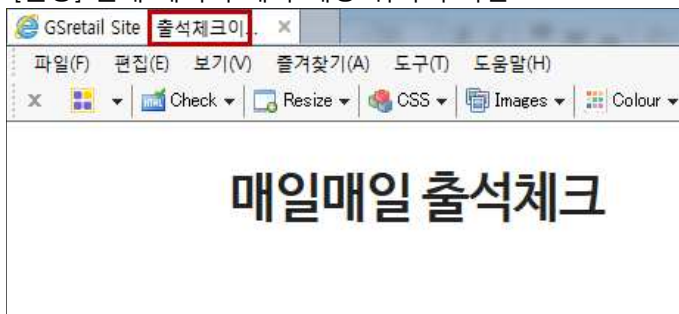 GSretail Site 출석체크이... ×
파일(F) 편집(E) 보기(V) 즐겨찾기(A) 도구(T) 도움말(H)
x Check Resize CSS Images Colour
매일매일 출석체크